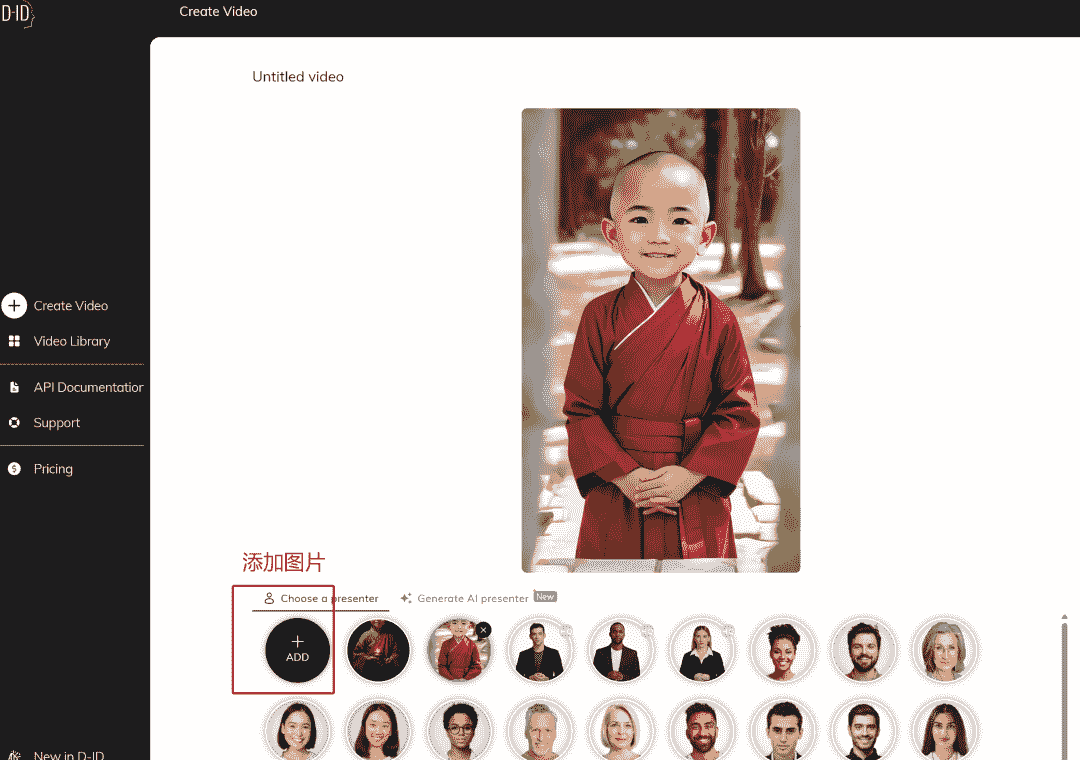 D-ID
Create Video
Untitled video
Create Video
Video Library
API Documentation
Support
Pricing
添加图片
Choose a presenter
Generate AI presenter
New
ADD
New in D-ID